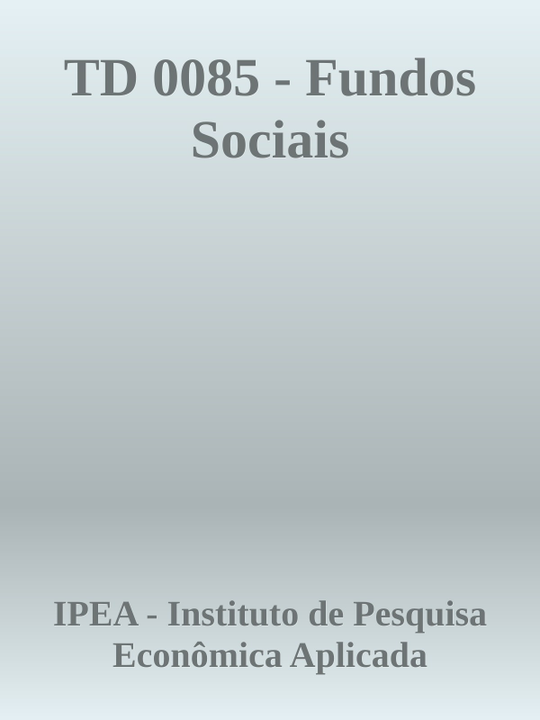 TD 0085 - Fundos
Sociais
IPEA - Instituto de Pesquisa
Econômica Aplicada